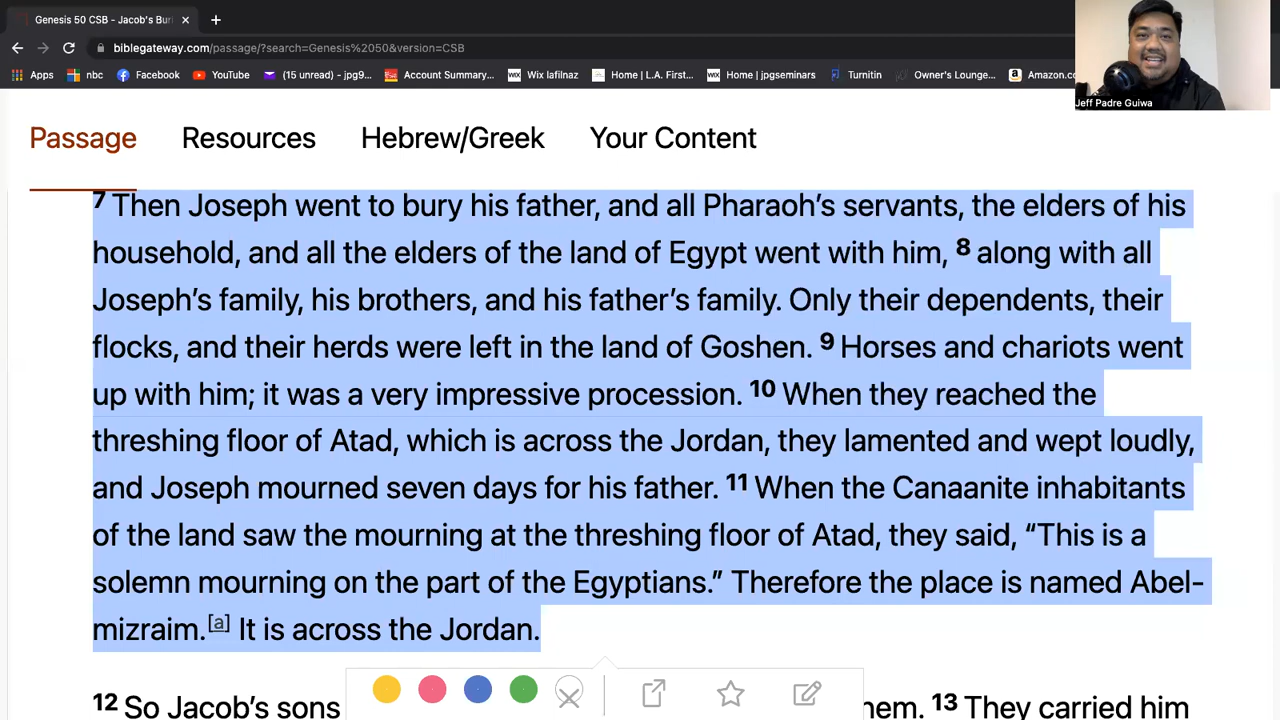 Genesis 50 CSB - Jacob's Buri
biblegateway.com/passage/?search=Genesis%2050&version=CSB
Apps nbc Facebook YouTube (15 unread) - jpg9... Account Summary... Wix lafilnaz Home | L.A. First... Home | jpgseminars Turnitin Owner's Lounge... Amazon.co
Jeff Padre Guiwa
Passage Resources Hebrew/Greek Your Content
7 Then Joseph went to bury his father, and all Pharaoh’s servants, the elders of his
household, and all the elders of the land of Egypt went with him, 8 along with all
Joseph’s family, his brothers, and his father’s family. Only their dependents, their
flocks, and their herds were left in the land of Goshen. 9 Horses and chariots went
up with him; it was a very impressive procession. 10 When they reached the
threshing floor of Atad, which is across the Jordan, they lamented and wept loudly,
and Joseph mourned seven days for his father. 11 When the Canaanite inhabitants
of the land saw the mourning at the threshing floor of Atad, they said, “This is a
solemn mourning on the part of the Egyptians.” Therefore the place is named Abel-
mizraim.[a] It is across the Jordan.
12 So Jacob’s sons hem. 13 They carried him